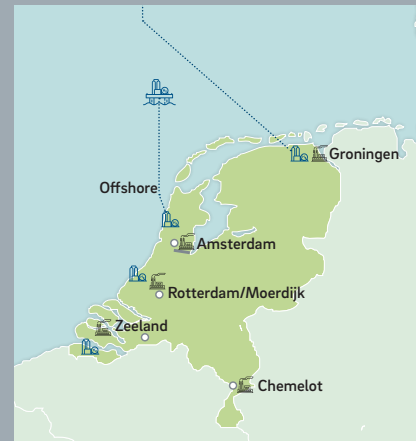 Groningen
Offshore
Amsterdam
Rotterdam/Moerdijk
Zeeland
Chemelot